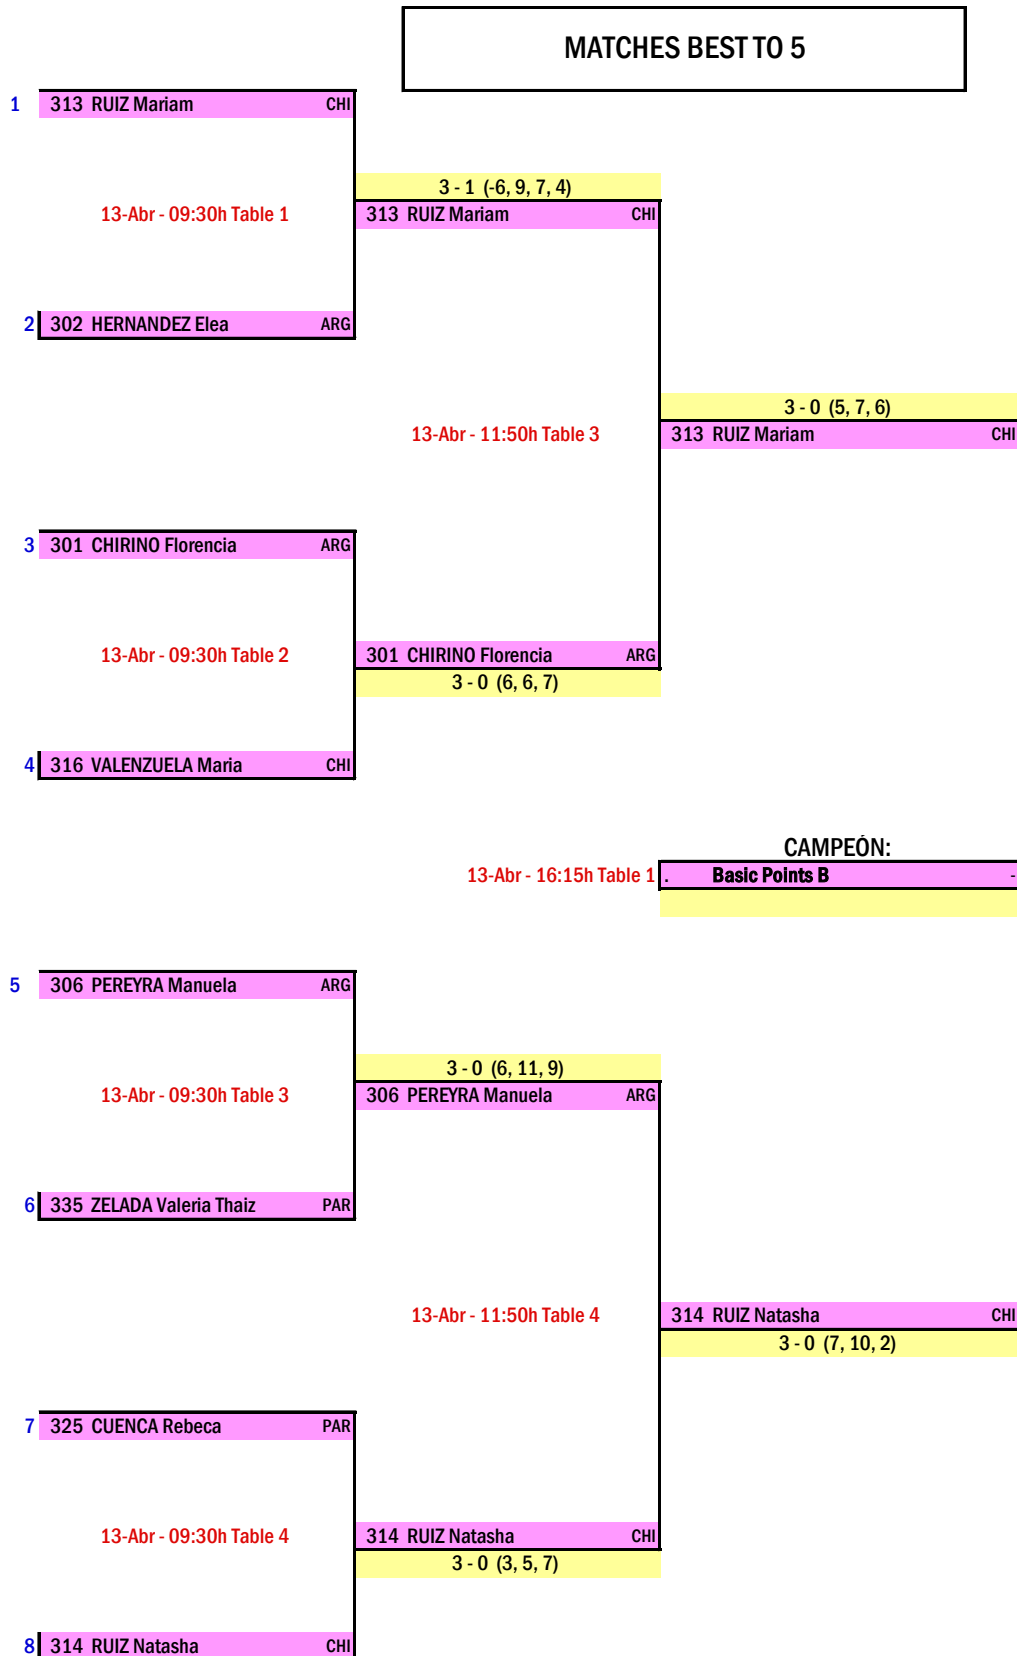 MATCHES BEST TO 5
1 313 RUIZ Mariam CHI
3 - 1 (-6, 9, 7, 4)
13-Abr - 09:30h Table 1 313 RUIZ Mariam CHI
2 302 HERNANDEZ Elea ARG
3 - 0 (5, 7, 6)
13-Abr - 11:50h Table 3 313 RUIZ Mariam CHI
3 301 CHIRINO Florencia ARG
13-Abr - 09:30h Table 2 301 CHIRINO Florencia ARG
3 - 0 (6, 6, 7)
4 316 VALENZUELA Maria CHI
CAMPEÓN:
13-Abr - 16:15h Table 1 . Basic Points B -
5 306 PEREYRA Manuela ARG
3 - 0 (6, 11, 9)
13-Abr - 09:30h Table 3 306 PEREYRA Manuela ARG
6 335 ZELADA Valeria Thaiz PAR
13-Abr - 11:50h Table 4 314 RUIZ Natasha CHI
3 - 0 (7, 10, 2)
7 325 CUENCA Rebeca PAR
13-Abr - 09:30h Table 4 314 RUIZ Natasha CHI
3 - 0 (3, 5, 7)
8 314 RUIZ Natasha CHI